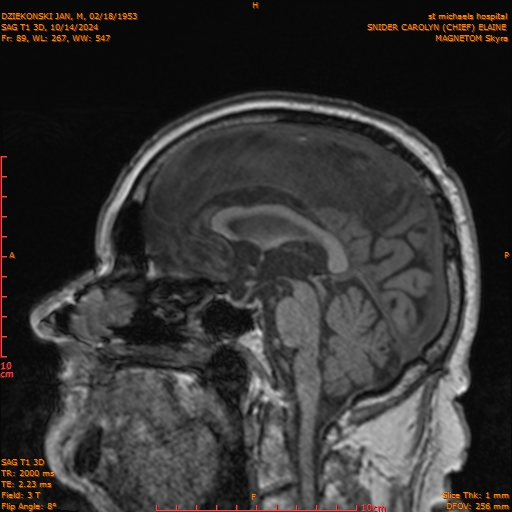 H
DZIEKONSKI JAN, M, 02/18/1953
SAG T1 3D, 10/14/2024
Fr: 89, WL: 267, WW: 547
st michaels hospital
SNIDER CAROLYN (CHIEF) ELAINE
MAGNETOM Skyra
A
P
10
cm
SAG T1 3D
TR: 2000 ms
TE: 2.23 ms
Field: 3 T
Flip Angle: 8°
F
10cm
Slice Thk: 1 mm
DFOV: 256 mm